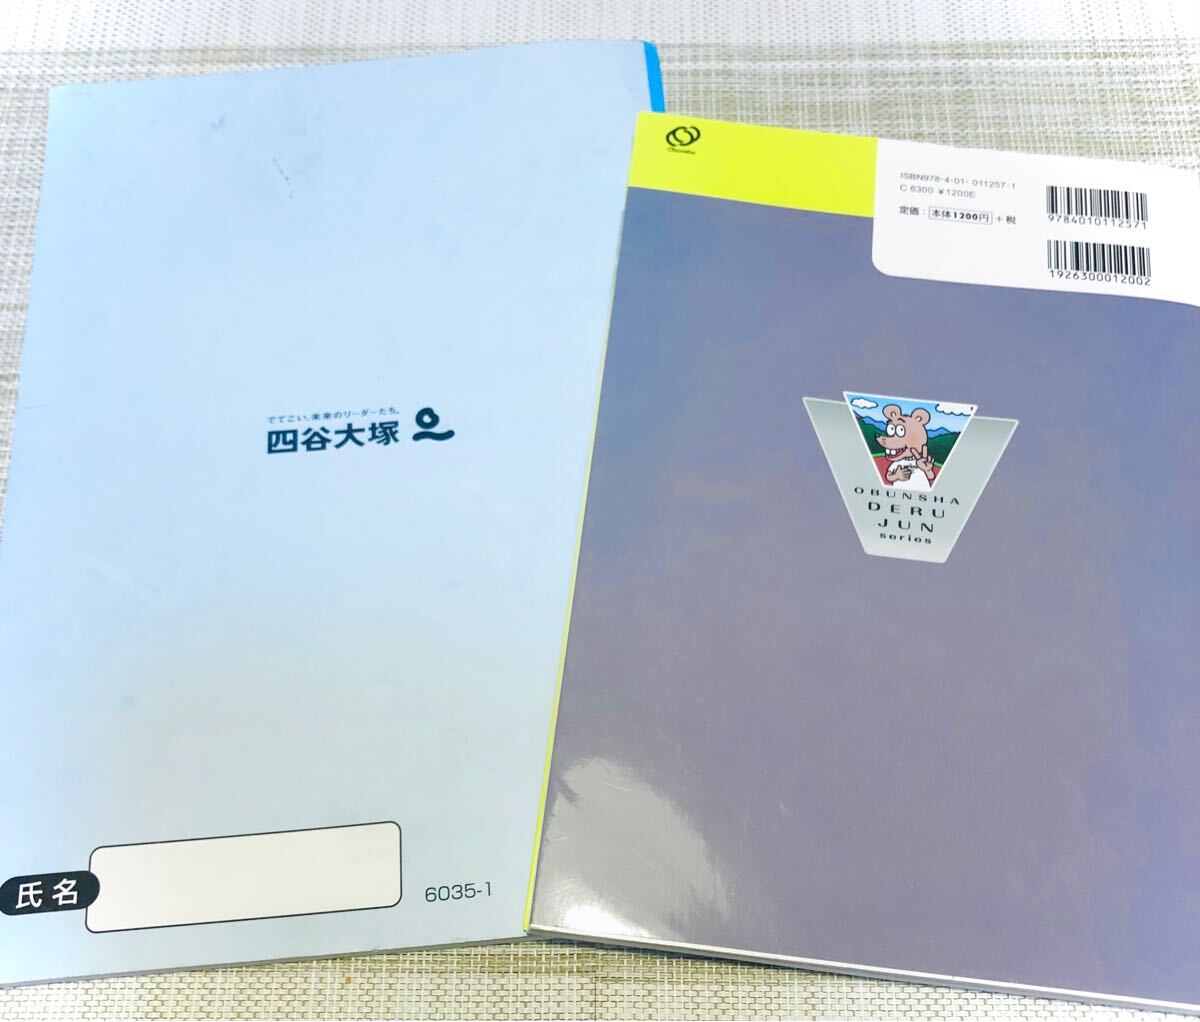 ででこい、未来のリーダーたち。
四谷大塚
氏名
6035-1
Obunsha
ISBN978-4-01-011257-1
C 6300 ¥1200E
定価:本体1200円+税
9784010112571
1926300012002
OBUNSHA
DERU
JUN
series